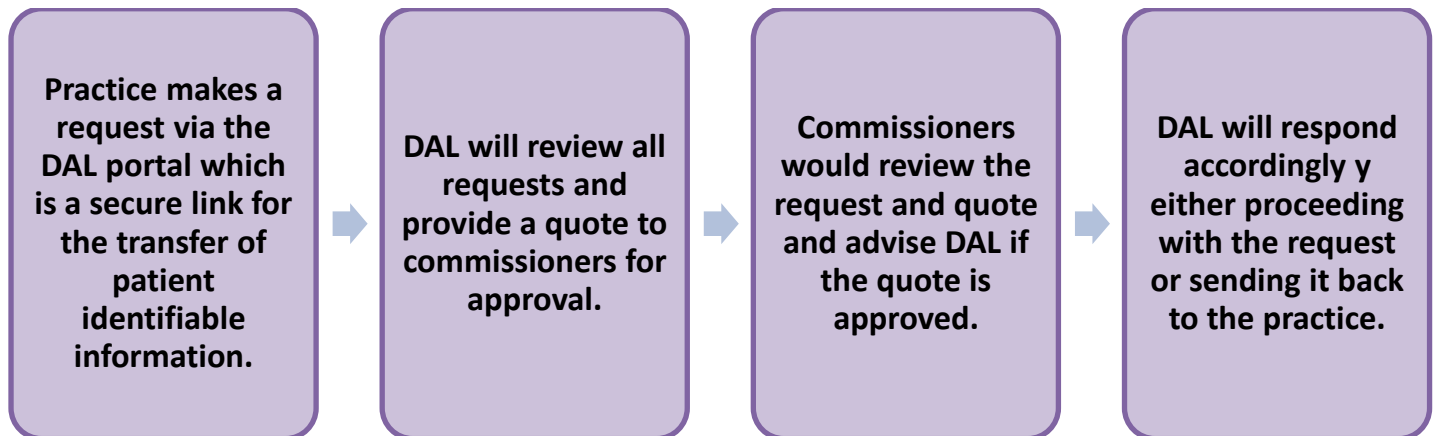 Practice makes a
request via the
DAL portal which
is a secure link for
the transfer of
patient
identifiable
information.
DAL will review all
requests and
provide a quote to
commissioners for
approval.
Commissioners
would review the
request and quote
and advise DAL if
the quote is
approved.
DAL will respond
accordingly y
either proceeding
with the request
or sending it back
to the practice.